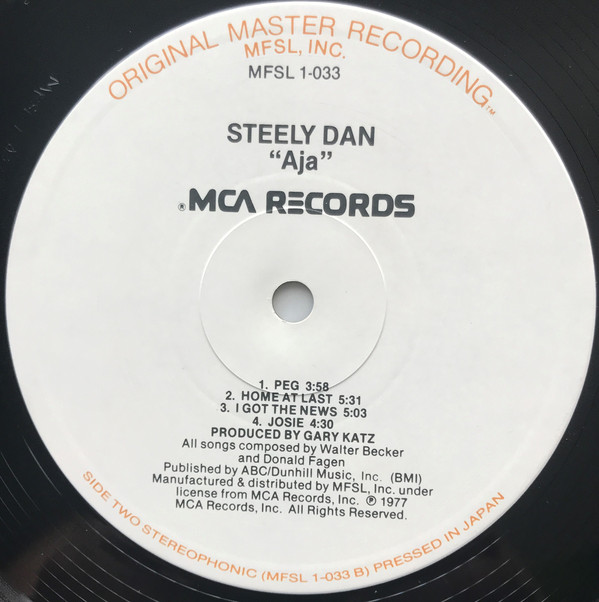 ORIGINAL MASTER RECORDING™
MFSL, INC.
MFSL 1-033
STEELY DAN
“Aja”
®MCA RECORDS
1. PEG 3:58
2. HOME AT LAST 5:31
3. I GOT THE NEWS 5:03
4. JOSIE 4:30
PRODUCED BY GARY KATZ
All songs composed by Walter Becker
and Donald Fagen
Published by ABC/Dunhill Music, Inc. (BMI)
Manufactured & distributed by MFSL, Inc. under
license from MCA Records, Inc. ℗ 1977
MCA Records, Inc. All Rights Reserved.
SIDE TWO STEREOPHONIC (MFSL 1-033 B) PRESSED IN JAPAN